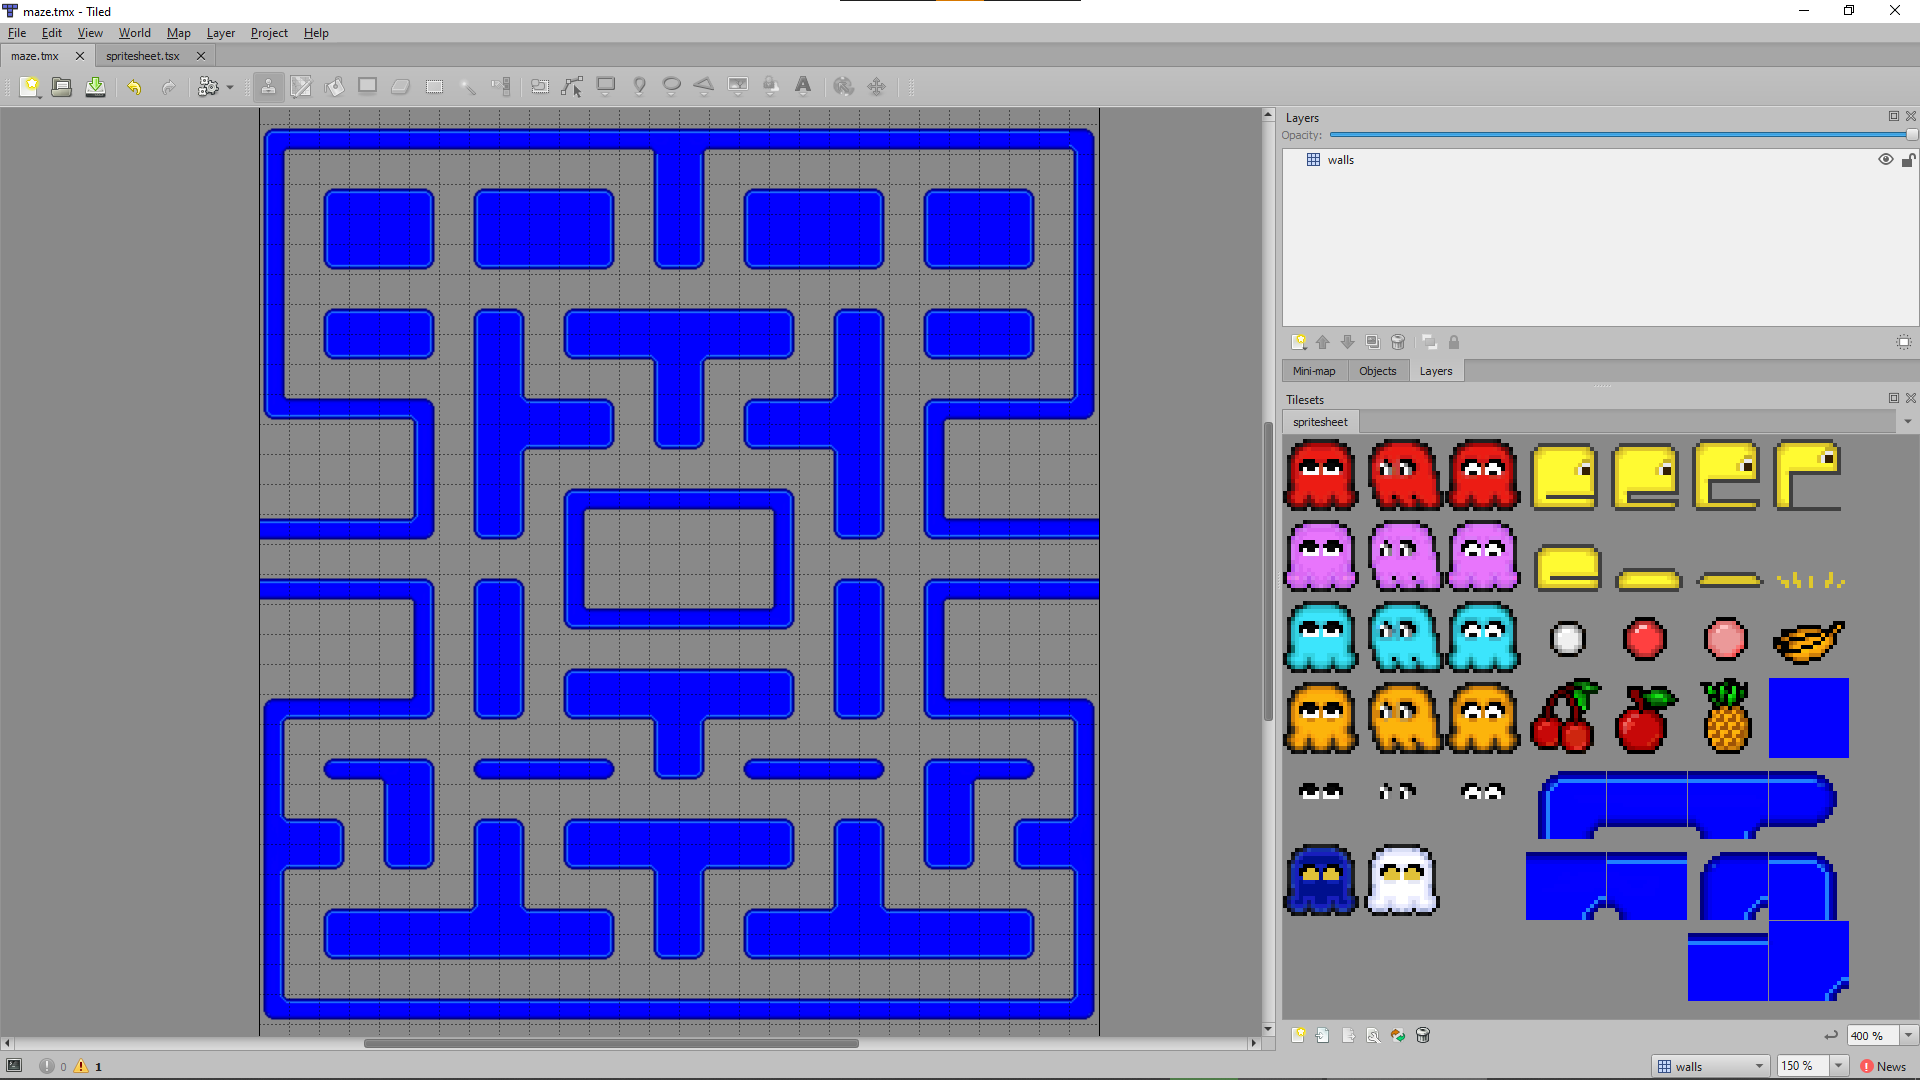 maze.tmx - Tiled
File Edit View World Map Layer Project Help
maze.tmx spritesheet.tsx
Layers
Opacity:
walls
Mini-map Objects Layers
Tilesets
spritesheet
400 %
0 1 walls 150 % News